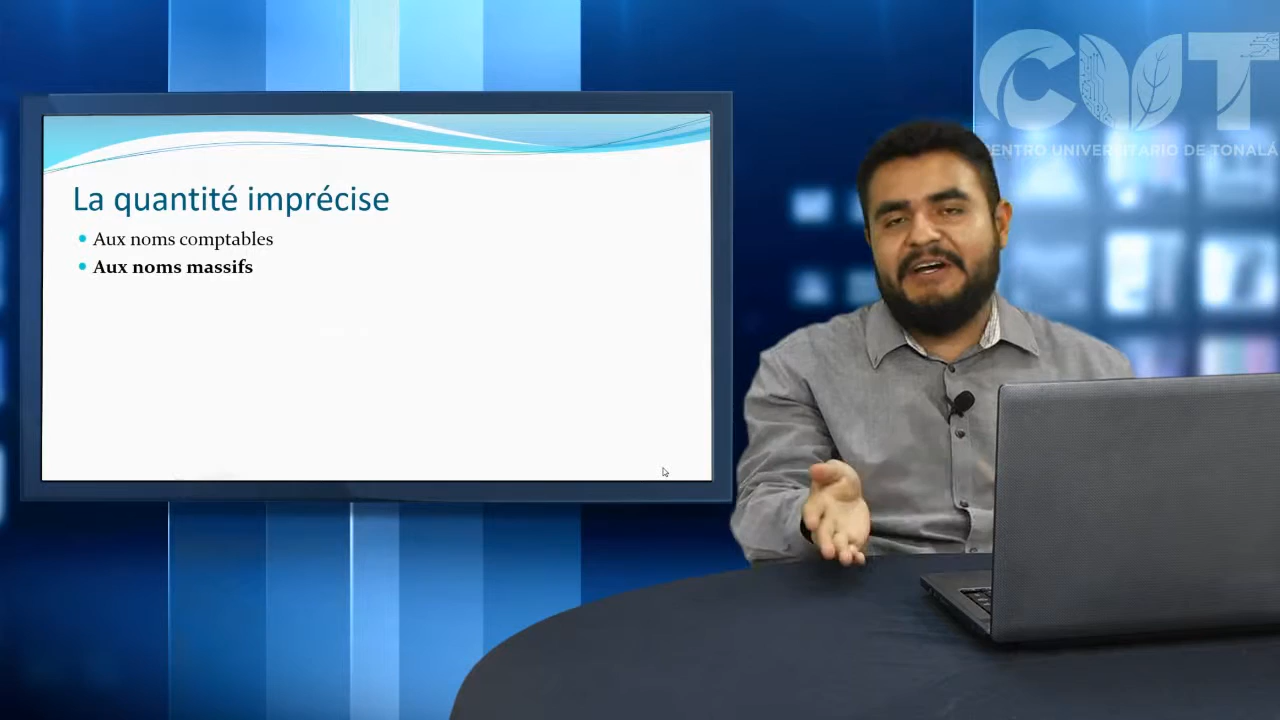 La quantité imprécise
Aux noms comptables
Aux noms massifs
CUT
CENTRO UNIVERSITARIO DE TONALÁ